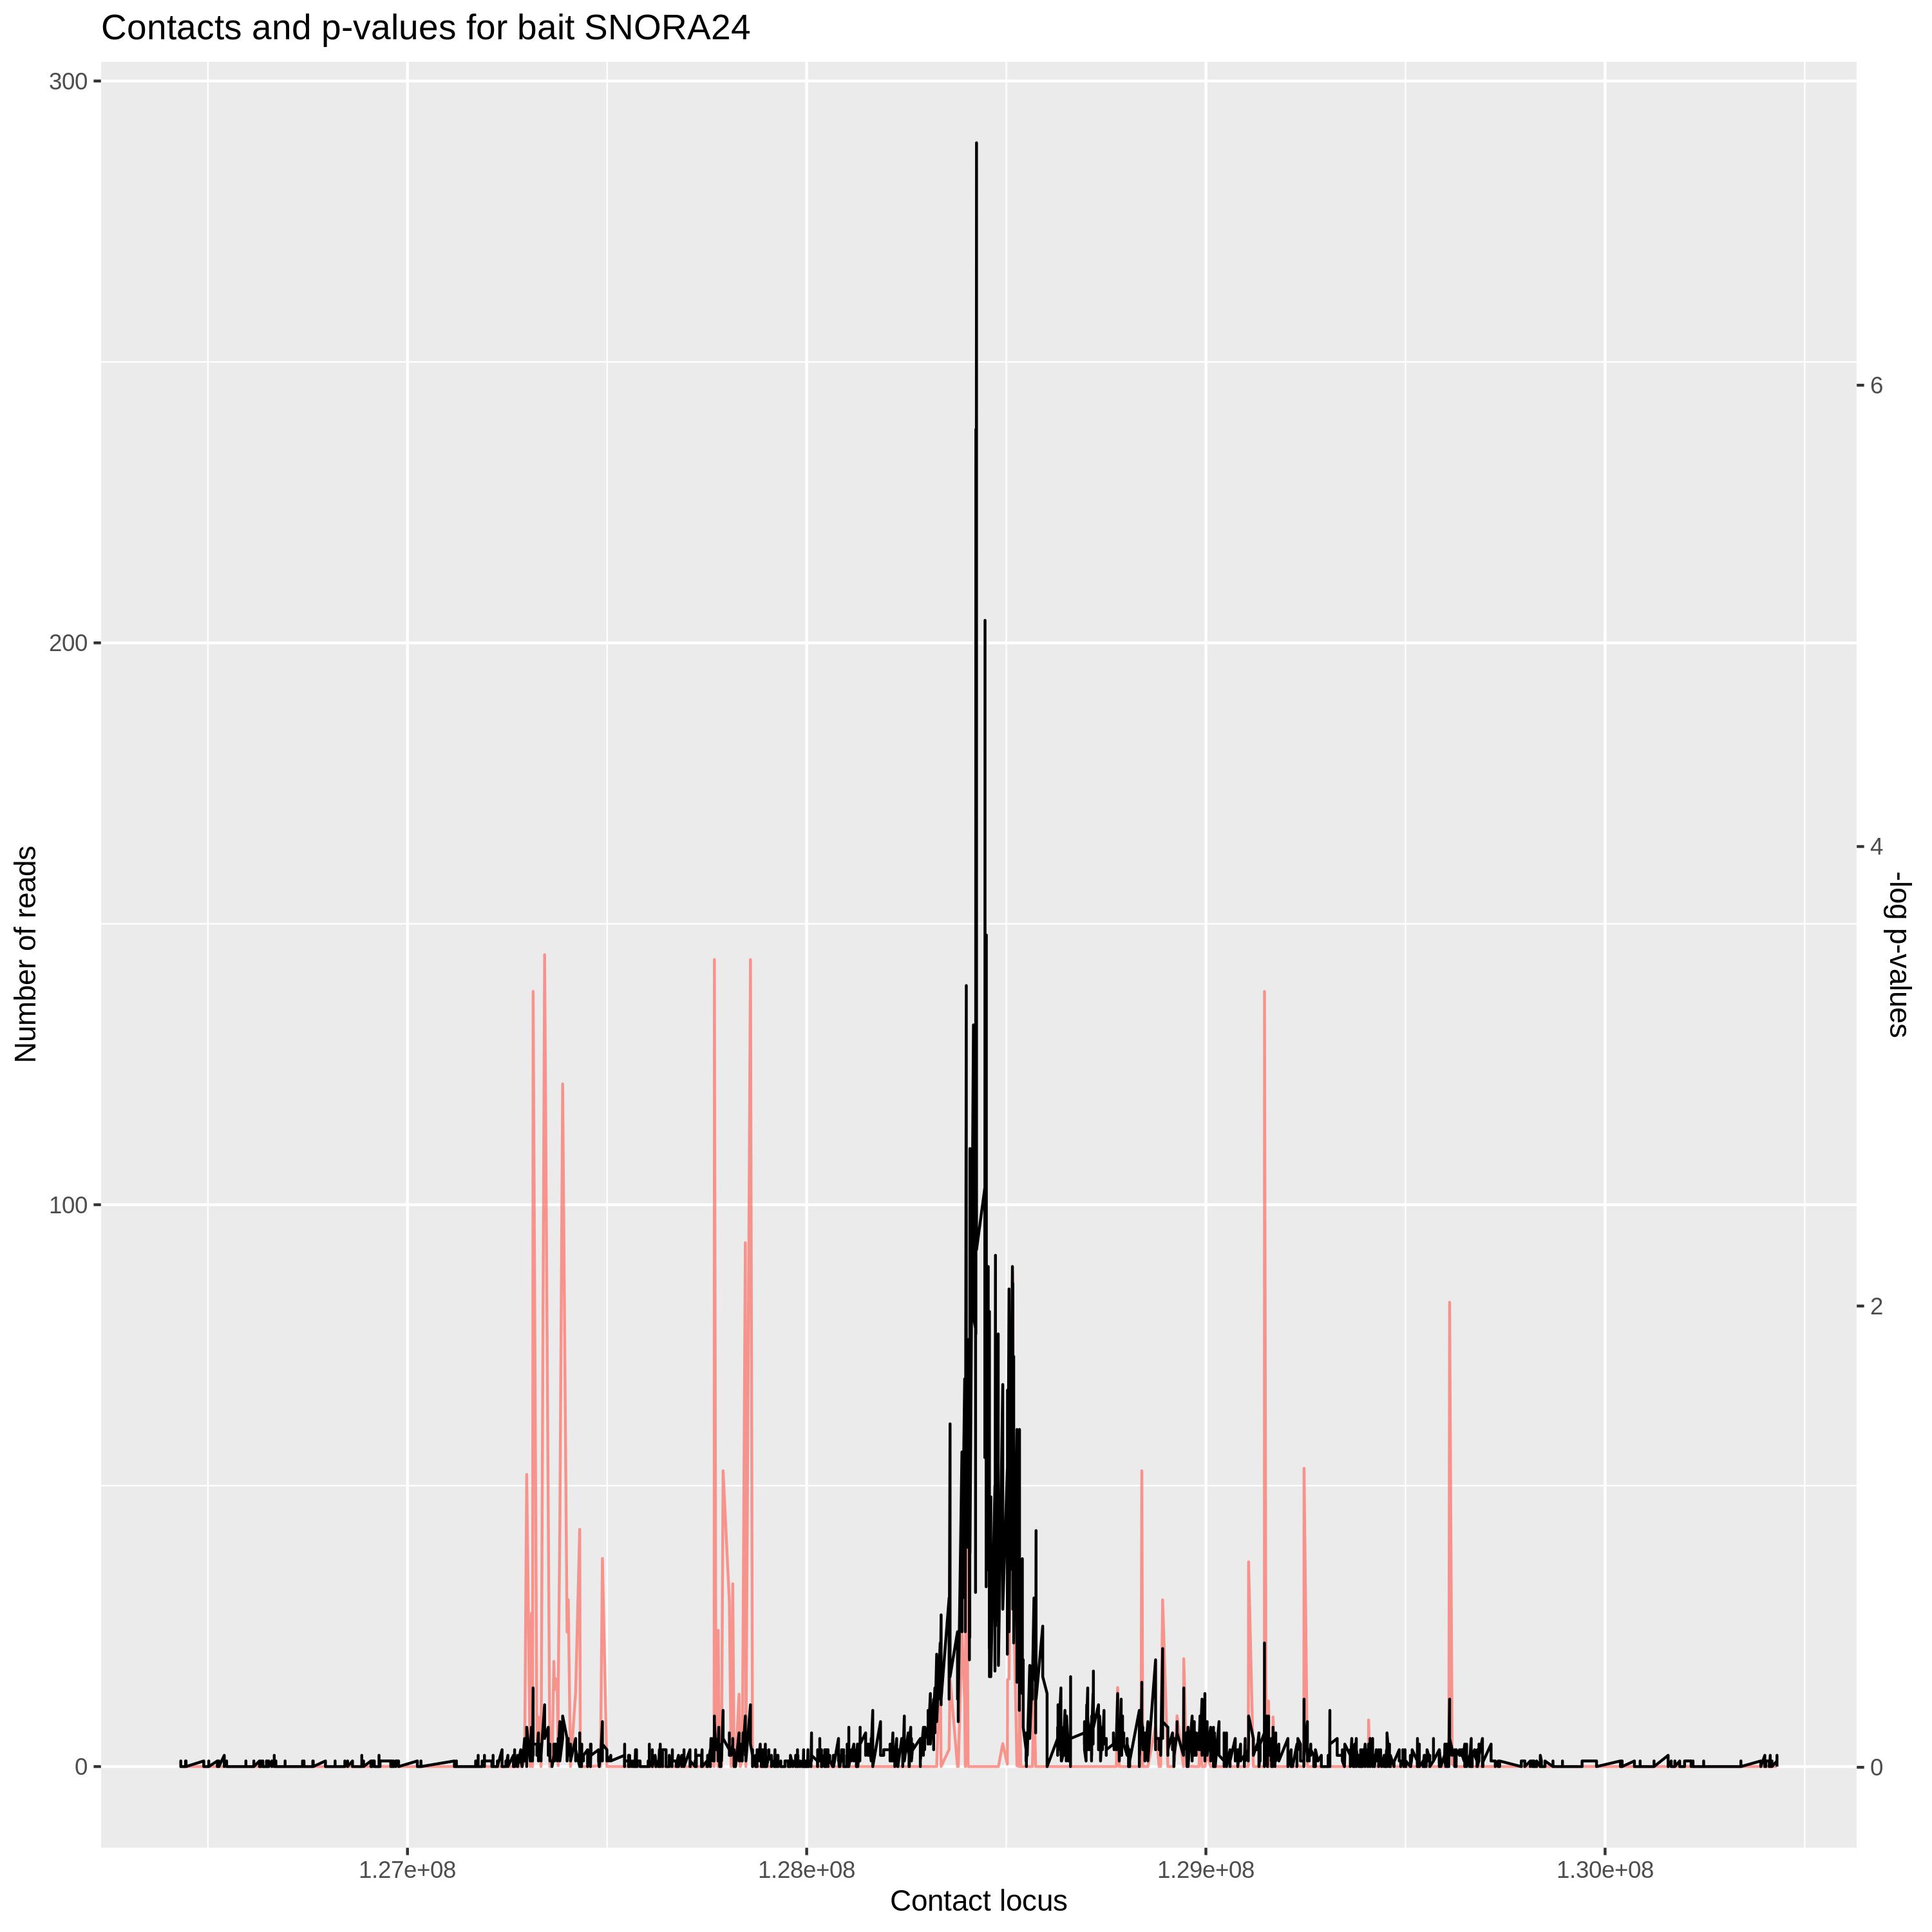 Contacts and p-values for bait SNORA24
300
200
100
0
Number of reads
6
4
2
0
-log p-values
1.27e+08
1.28e+08
1.29e+08
1.30e+08
Contact locus